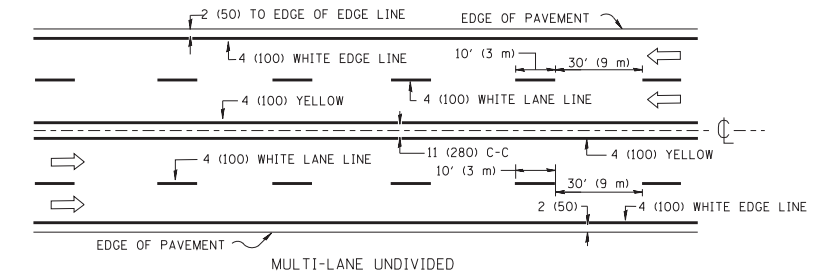 2 (50) TO EDGE OF EDGE LINE
EDGE OF PAVEMENT
4 (100) WHITE EDGE LINE
10' (3 m)
30' (9 m)
4 (100) YELLOW
4 (100) WHITE LANE LINE
℄
4 (100) WHITE LANE LINE
11 (280) C-C
4 (100) YELLOW
10' (3 m)
30' (9 m)
2 (50)
4 (100) WHITE EDGE LINE
EDGE OF PAVEMENT
MULTI-LANE UNDIVIDED